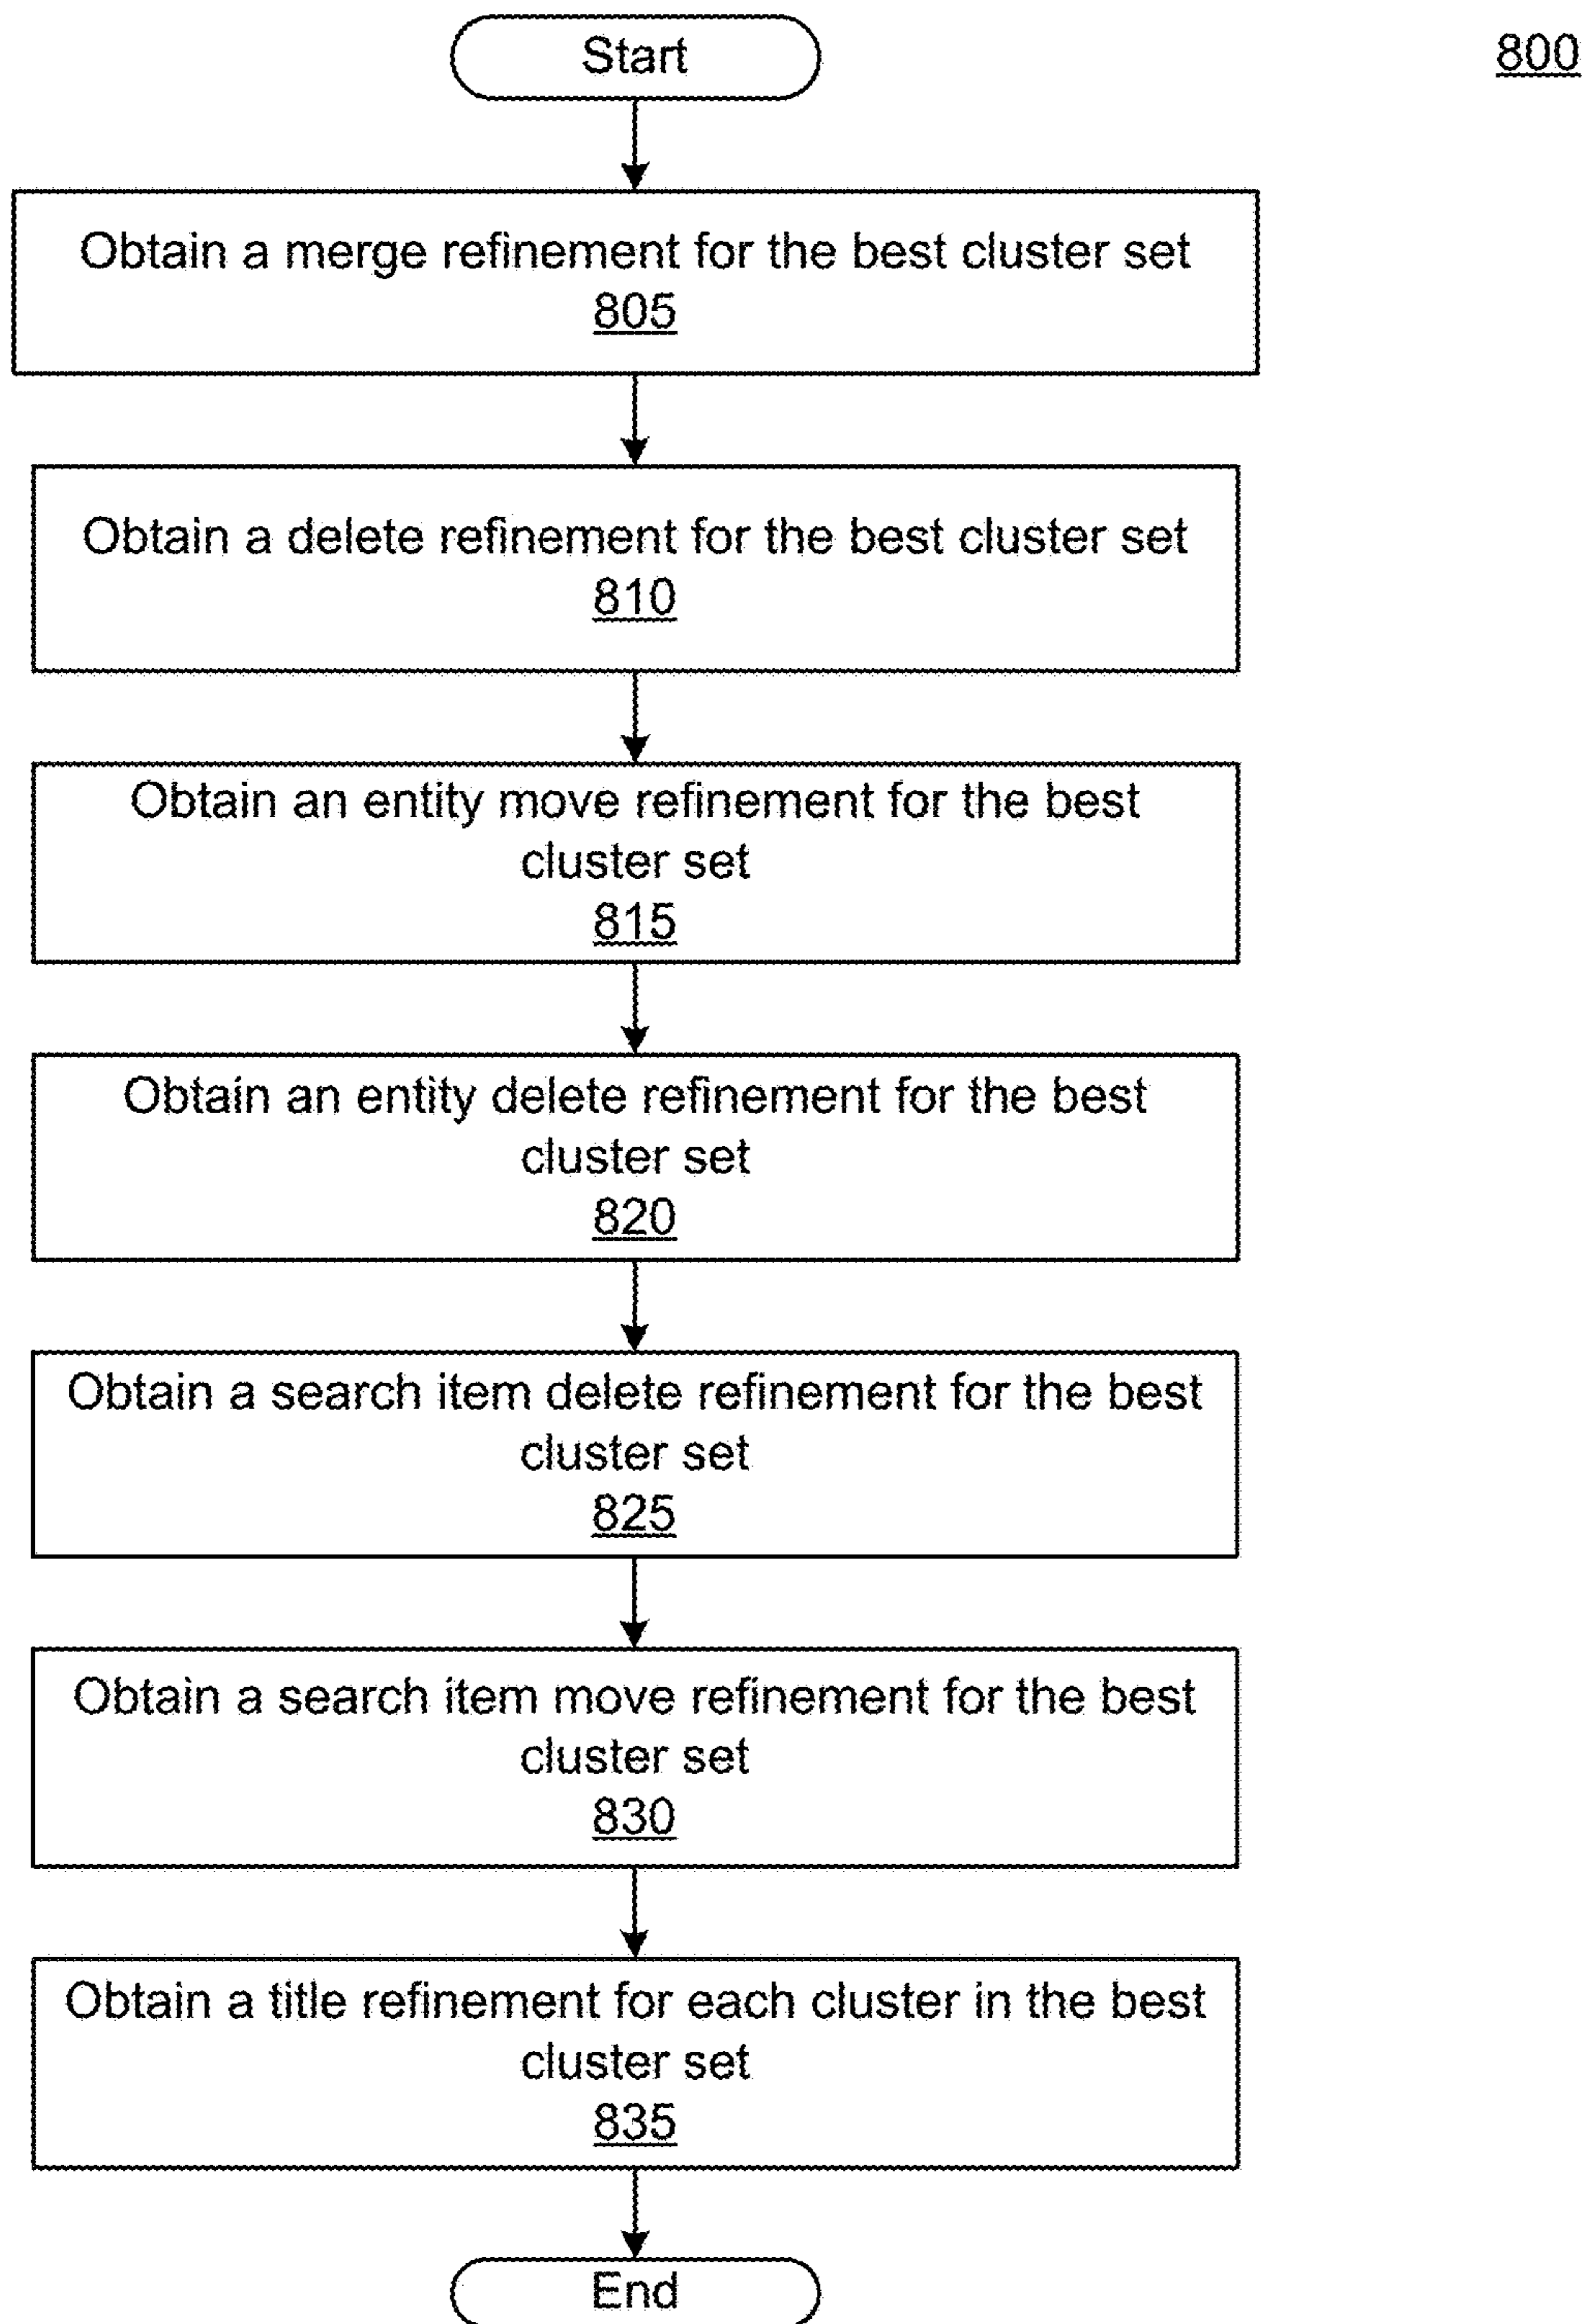 Start
800
Obtain a merge refinement for the best cluster set
805
Obtain a delete refinement for the best cluster set
810
Obtain an entity move refinement for the best
cluster set
815
Obtain an entity delete refinement for the best
cluster set
820
Obtain a search item delete refinement for the best
cluster set
825
Obtain a search item move refinement for the best
cluster set
830
Obtain a title refinement for each cluster in the best
cluster set
835
End